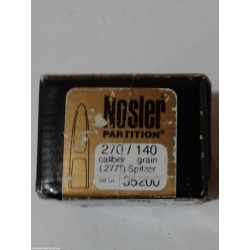 Nosler
PARTITION®
270 / 140
caliber grain
(.277") Spitzer
35200